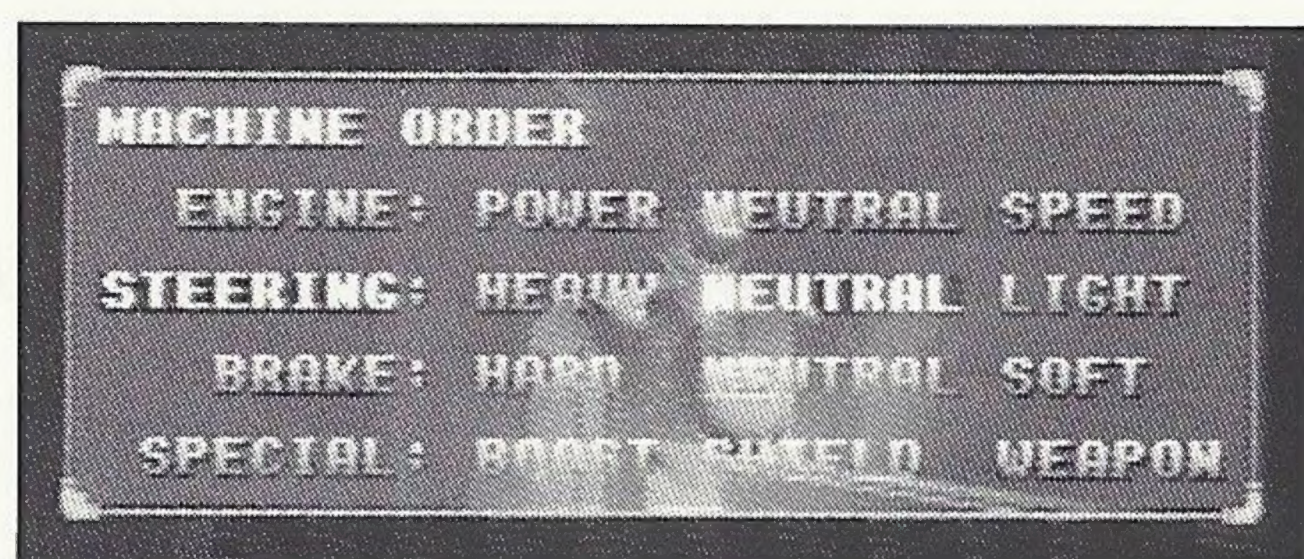 MACHINE ORDER
ENGINE: POWER NEUTRAL SPEED
STEERING: HEAVY NEUTRAL LIGHT
BRAKE: HARD NEUTRAL SOFT
SPECIAL: BOOST SHIELD WEAPON